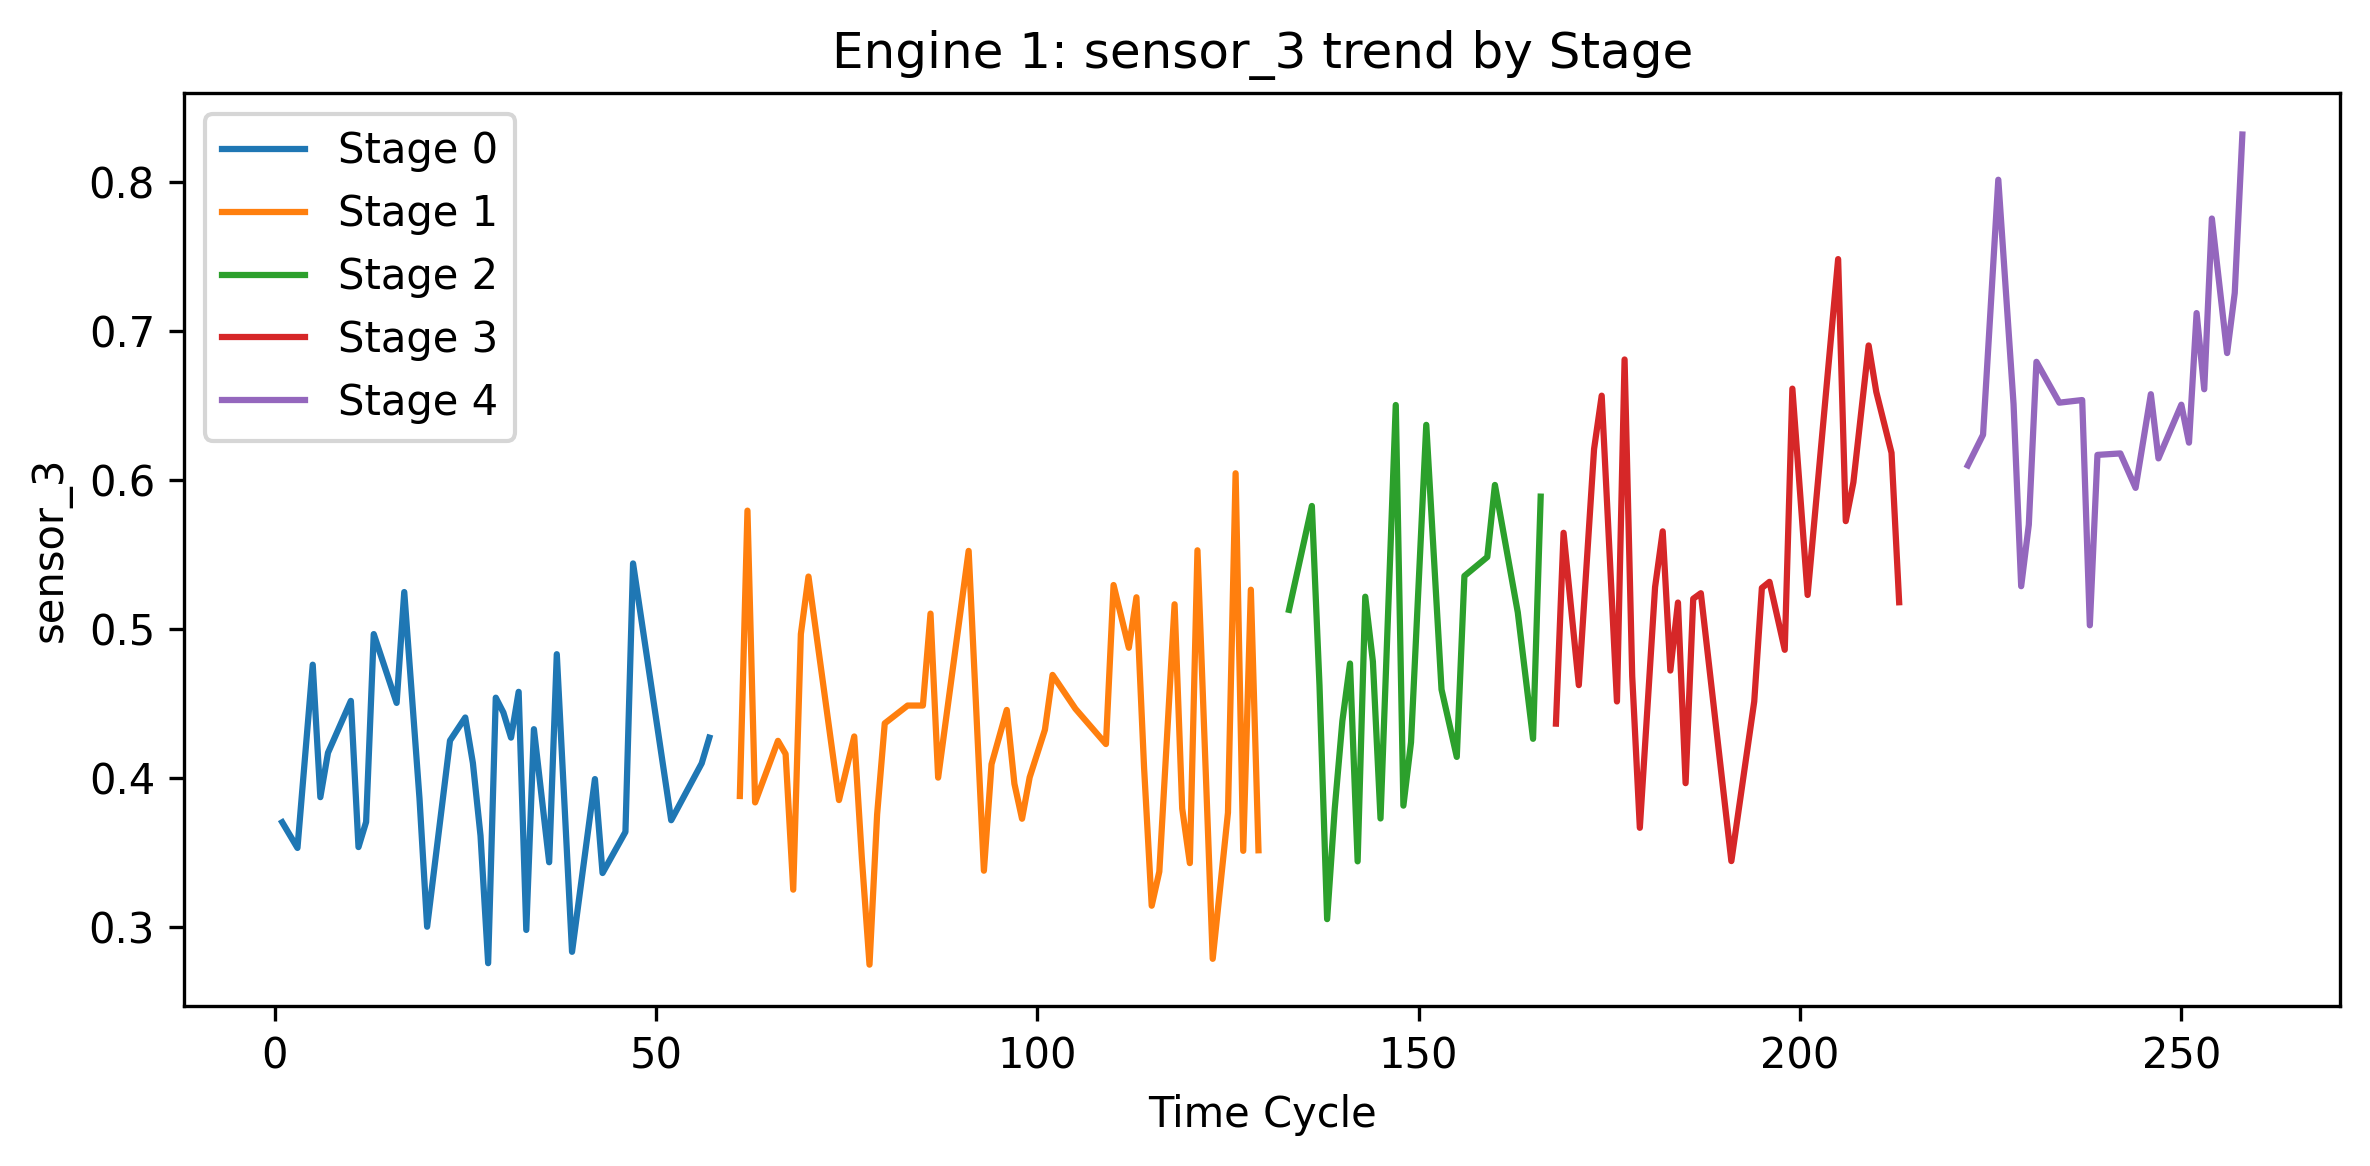 Engine 1: sensor_3 trend by Stage
Stage 0
Stage 1
Stage 2
Stage 3
Stage 4
sensor_3
0.8
0.7
0.6
0.5
0.4
0.3
0 50 100 150 200 250
Time Cycle